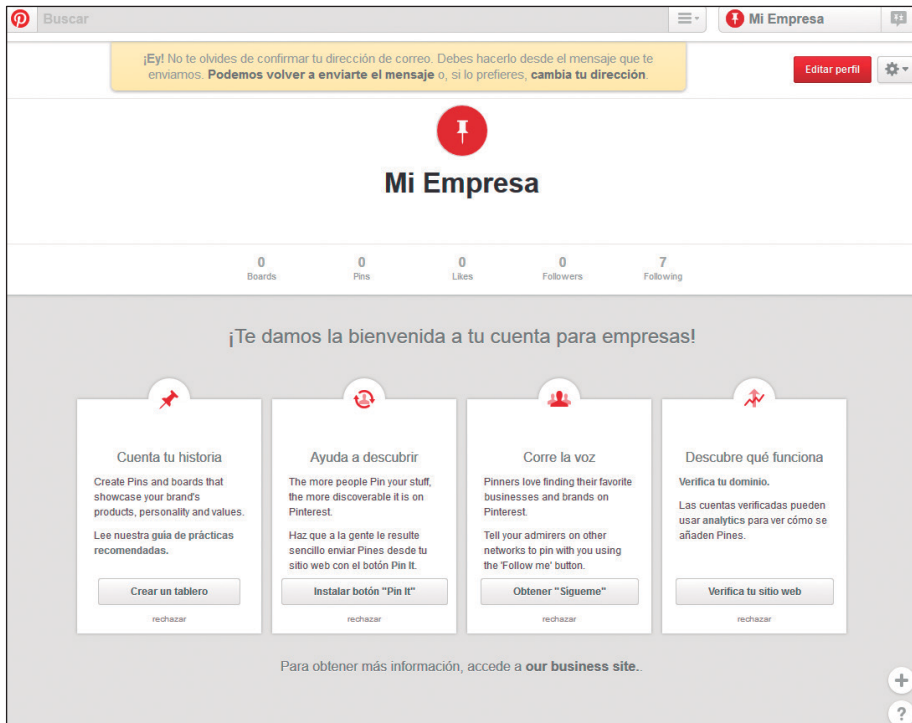 Buscar
Mi Empresa
¡Ey! No te olvides de confirmar tu dirección de correo. Debes hacerlo desde el mensaje que te
enviamos. Podemos volver a enviarte el mensaje o, si lo prefieres, cambia tu dirección.
Editar perfil
Mi Empresa
0
Boards
0
Pins
0
Likes
0
Followers
7
Following
¡Te damos la bienvenida a tu cuenta para empresas!
Cuenta tu historia
Create Pins and boards that
showcase your brand's
products, personality and values.
Lee nuestra guía de prácticas
recomendadas.
Crear un tablero
rechazar
Ayuda a descubrir
The more people Pin your stuff,
the more discoverable it is on
Pinterest.
Haz que a la gente le resulte
sencillo enviar Pines desde tu
sitio web con el botón Pin It.
Instalar botón "Pin It"
rechazar
Corre la voz
Pinners love finding their favorite
businesses and brands on
Pinterest.
Tell your admirers on other
networks to pin with you using
the 'Follow me' button.
Obtener "Sígueme"
rechazar
Descubre qué funciona
Verifica tu dominio.
Las cuentas verificadas pueden
usar analytics para ver cómo se
añaden Pines.
Verifica tu sitio web
rechazar
Para obtener más información, accede a our business site..
+
?